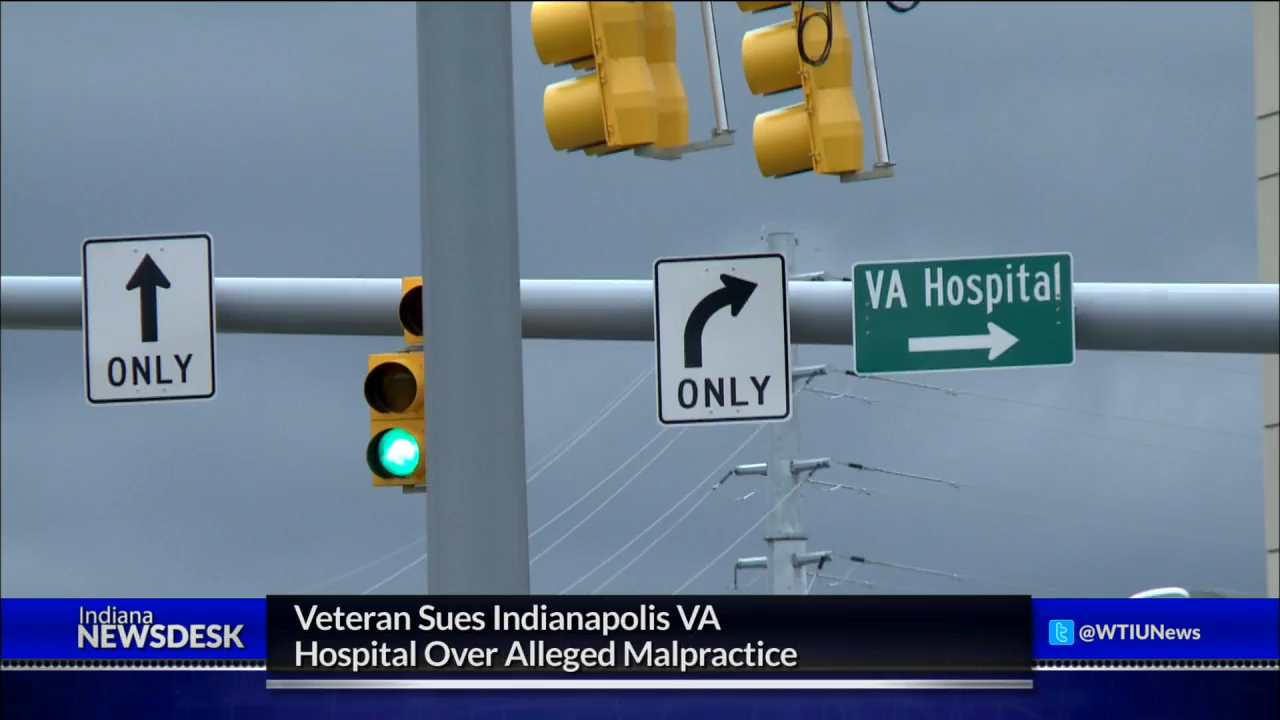 ONLY
ONLY
VA Hospital
Indiana
NEWSDESK
Veteran Sues Indianapolis VA
Hospital Over Alleged Malpractice
@WTIUNews